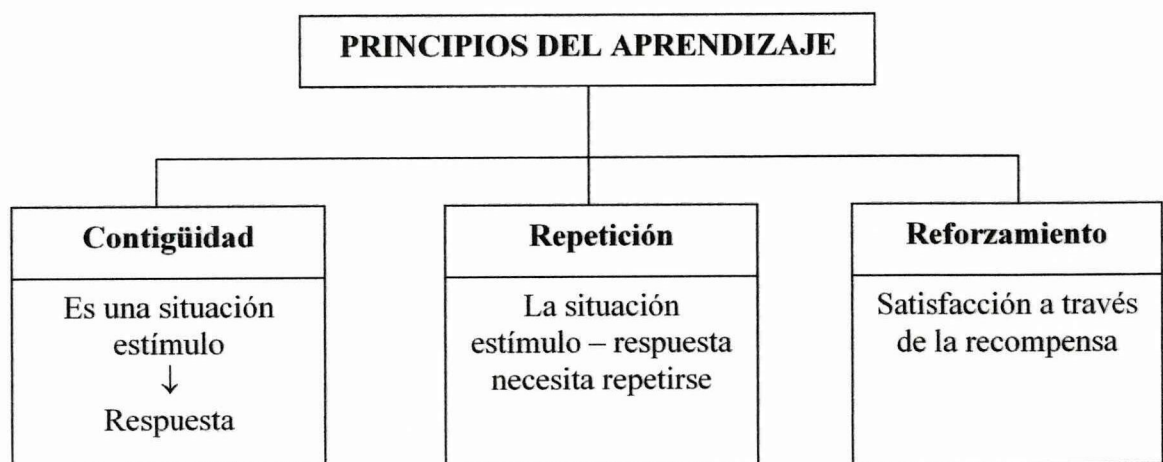 PRINCIPIOS DEL APRENDIZAJE
Contigüidad
Es una situación
estímulo
↓
Respuesta
Repetición
La situación
estímulo – respuesta
necesita repetirse
Reforzamiento
Satisfacción a través
de la recompensa